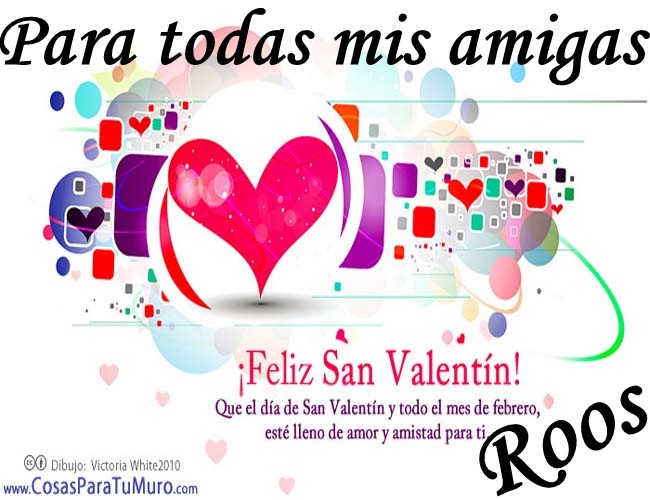 Para todas mis amigas
¡Feliz San Valentín!
Que el día de San Valentín y todo el mes de febrero,
esté lleno de amor y amistad para ti.
Roos
Dibujo: Victoria White2010
www.CosasParaTuMuro.com